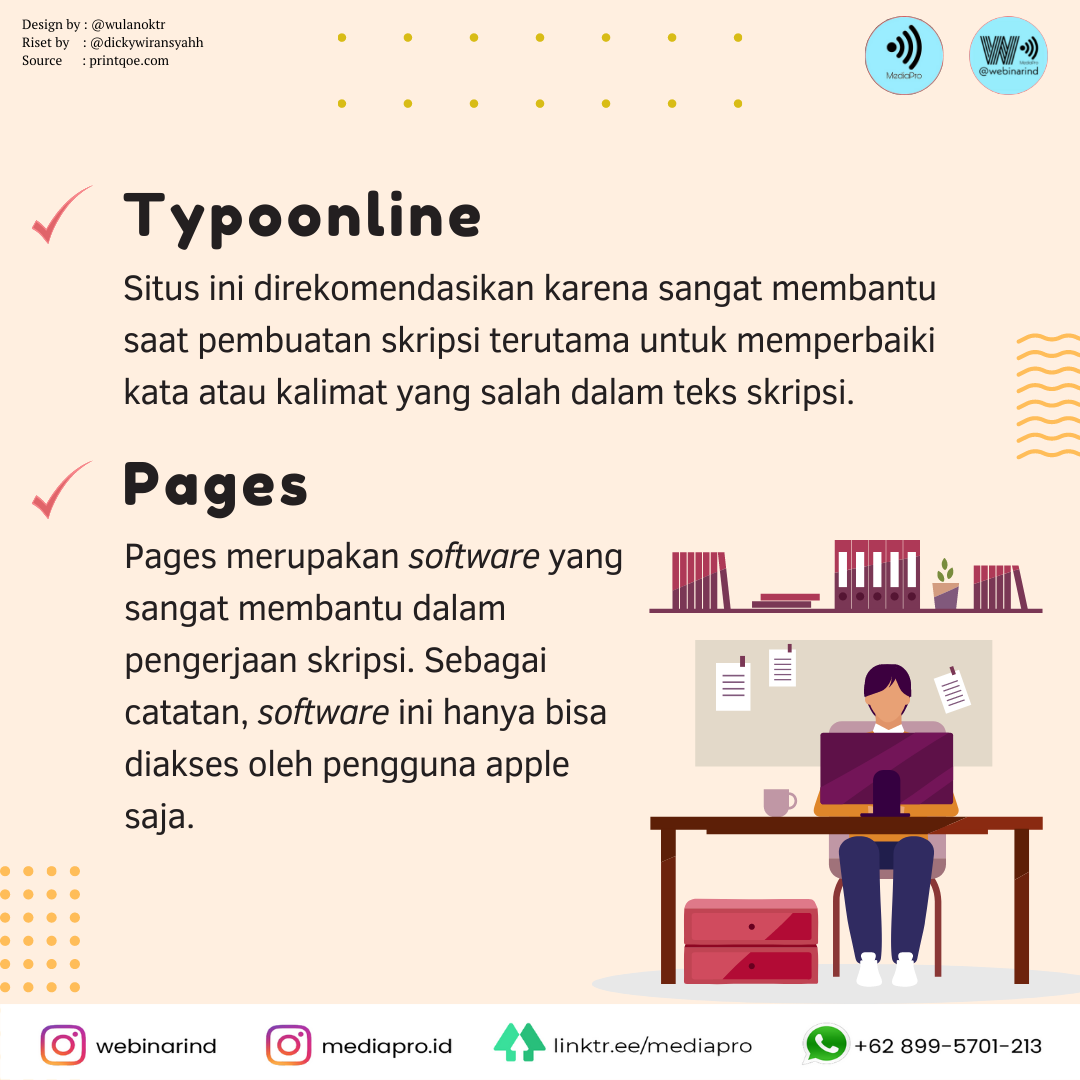 Design by : @wulanoktr
Riset by : @dickywiransyahh
Source : printqoe.com
MediaPro
W MediaPro
@webinarind
Typoonline
Situs ini direkomendasikan karena sangat membantu
saat pembuatan skripsi terutama untuk memperbaiki
kata atau kalimat yang salah dalam teks skripsi.
Pages
Pages merupakan software yang
sangat membantu dalam
pengerjaan skripsi. Sebagai
catatan, software ini hanya bisa
diakses oleh pengguna apple
saja.
webinarind
mediapro.id
linktr.ee/mediapro
+62 899-5701-213